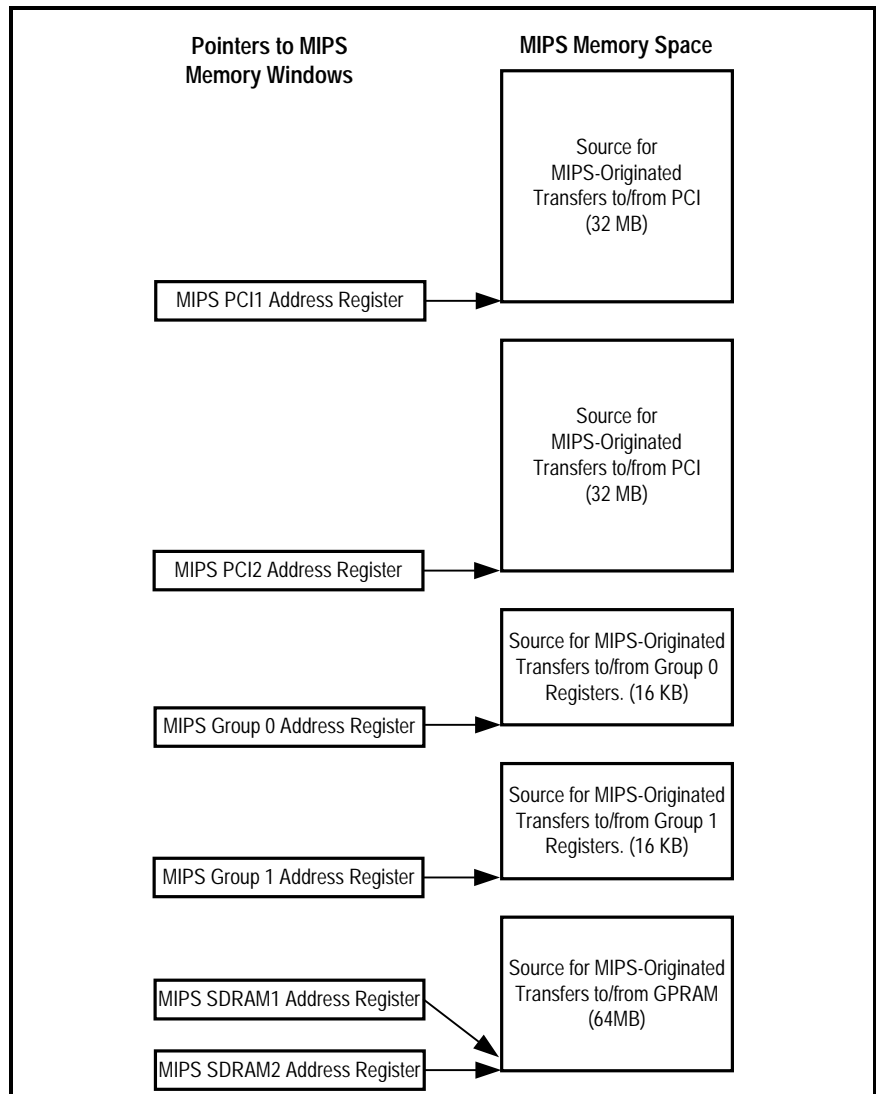 Pointers to MIPS
Memory Windows
MIPS Memory Space
Source for
MIPS-Originated
Transfers to/from PCI
(32 MB)
MIPS PCI1 Address Register
Source for
MIPS-Originated
Transfers to/from PCI
(32 MB)
MIPS PCI2 Address Register
Source for MIPS-Originated
Transfers to/from Group 0
Registers. (16 KB)
MIPS Group 0 Address Register
Source for MIPS-Originated
Transfers to/from Group 1
Registers. (16 KB)
MIPS Group 1 Address Register
Source for MIPS-Originated
Transfers to/from GPRAM
(64MB)
MIPS SDRAM1 Address Register
MIPS SDRAM2 Address Register